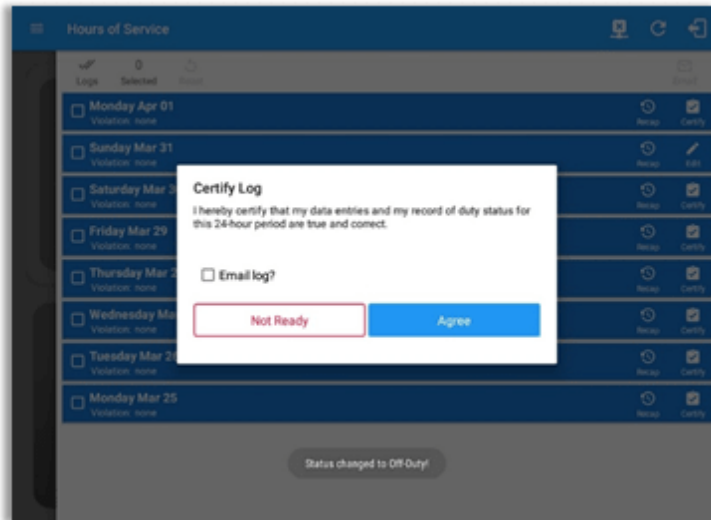 Hours of Service
Logs
0
Selected
Reset
Email
Monday Apr 01
Violation: none
Recap
Certify
Sunday Mar 31
Violation: none
Recap
Edit
Saturday Mar 3
Violation: none
Recap
Certify
Certify Log
I hereby certify that my data entries and my record of duty status for
this 24-hour period are true and correct.
Email log?
Not Ready
Agree
Friday Mar 29
Violation: none
Recap
Certify
Thursday Mar 2
Violation: none
Recap
Certify
Wednesday Ma
Violation: none
Recap
Certify
Tuesday Mar 26
Violation: none
Recap
Certify
Monday Mar 25
Violation: none
Recap
Certify
Status changed to Off-Duty!